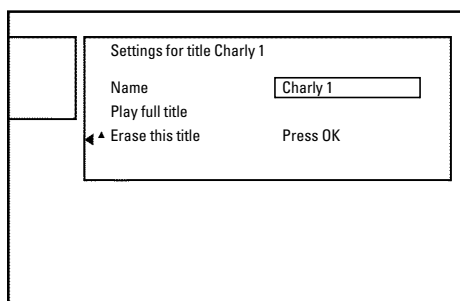 Settings for title Charly 1
Name Charly 1
Play full title
Erase this title Press OK